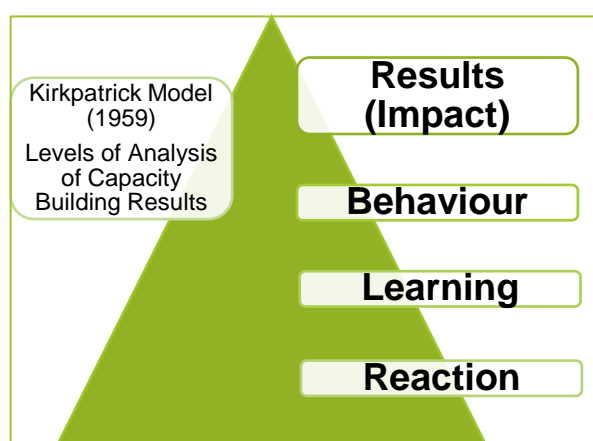 Kirkpatrick Model
(1959)
Levels of Analysis
of Capacity
Building Results
Results
(Impact)
Behaviour
Learning
Reaction